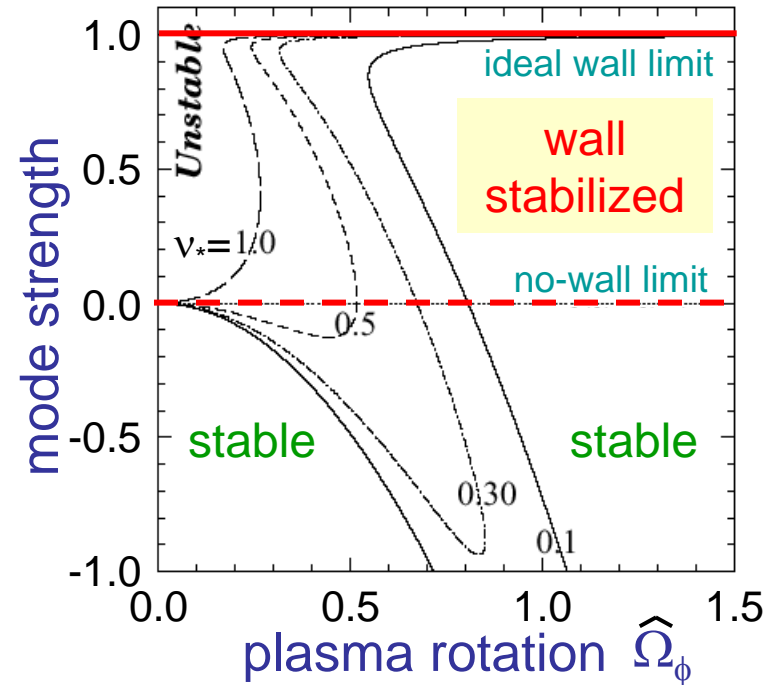 mode strength
1.0
0.5
0.0
-0.5
-1.0
Unstable
ideal wall limit
wall
stabilized
ν*=1.0
no-wall limit
0.5
stable
stable
0.30
0.1
0.0
0.5
1.0
1.5
plasma rotation Ω̂ϕ